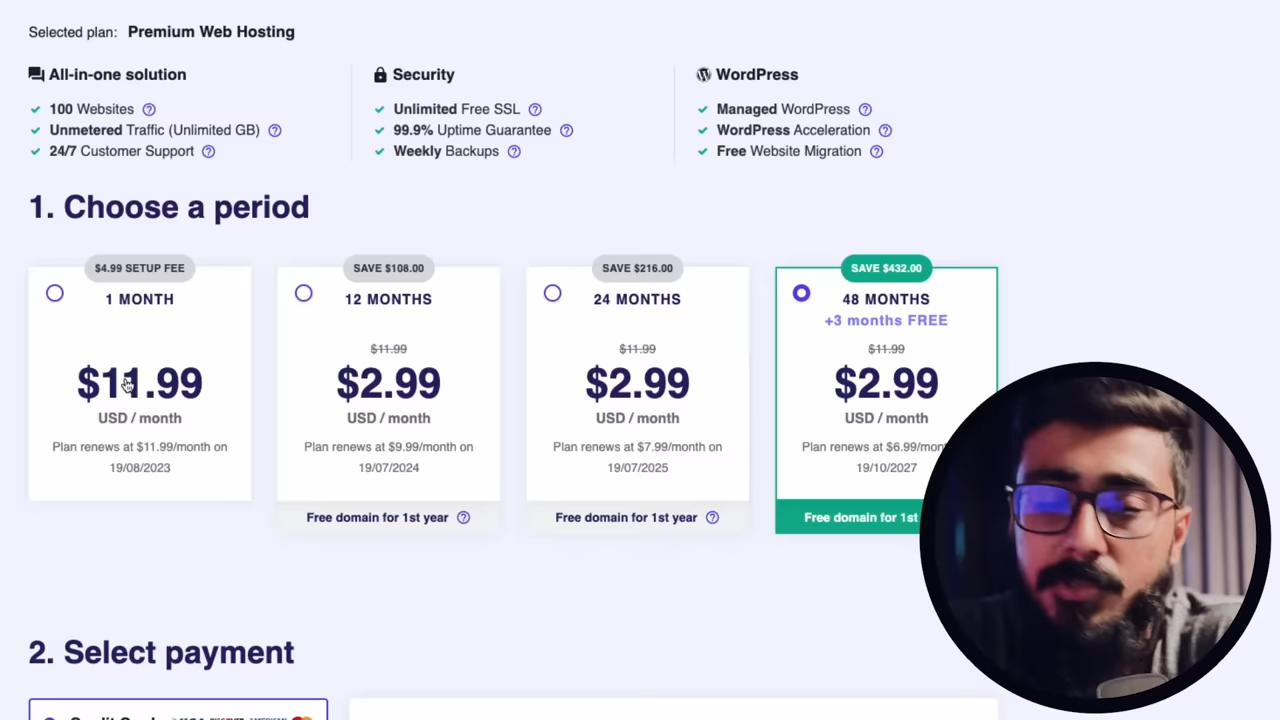 Selected plan: Premium Web Hosting
All-in-one solution
100 Websites
Unmetered Traffic (Unlimited GB)
24/7 Customer Support
Security
Unlimited Free SSL
99.9% Uptime Guarantee
Weekly Backups
WordPress
Managed WordPress
WordPress Acceleration
Free Website Migration
1. Choose a period
$4.99 SETUP FEE
1 MONTH
$11.99
USD / month
Plan renews at $11.99/month on
19/08/2023
SAVE $108.00
12 MONTHS
$11.99
$2.99
USD / month
Plan renews at $9.99/month on
19/07/2024
Free domain for 1st year
SAVE $216.00
24 MONTHS
$11.99
$2.99
USD / month
Plan renews at $7.99/month on
19/07/2025
Free domain for 1st year
SAVE $432.00
48 MONTHS
+3 months FREE
$11.99
$2.99
USD / month
Plan renews at $6.99/mon
19/10/2027
Free domain for 1st
2. Select payment